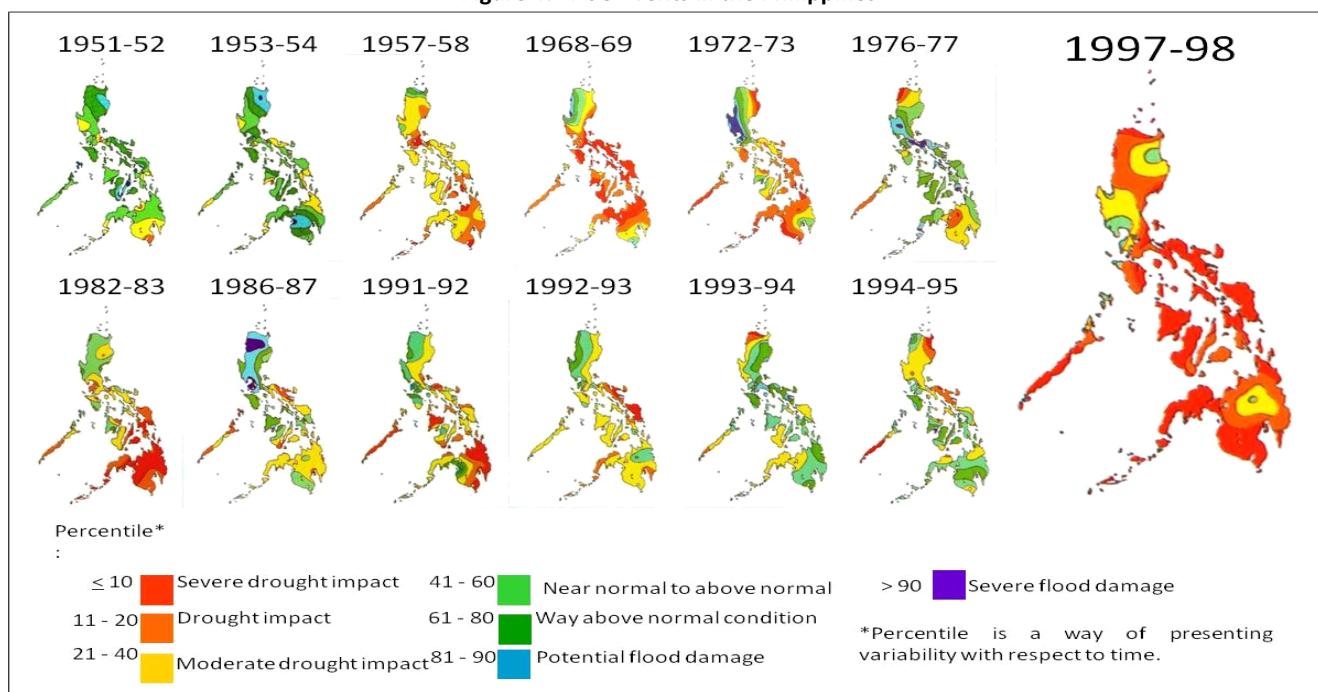 1951-52 1953-54 1957-58 1968-69 1972-73 1976-77 1997-98
1982-83 1986-87 1991-92 1992-93 1993-94 1994-95
Percentile*
:
≤ 10 Severe drought impact 41 - 60 Near normal to above normal > 90 Severe flood damage
11 - 20 Drought impact 61 - 80 Way above normal condition
21 - 40 Moderate drought impact 81 - 90 Potential flood damage
*Percentile is a way of presenting
variability with respect to time.